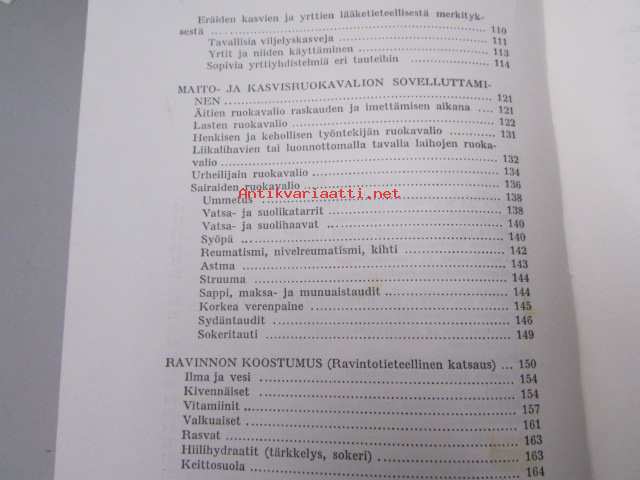 Eräiden kasvien ja yrttien lääketieteellisestä merkityk-
sestä ... 110
Tavallisia viljelyskasveja ... 111
Yrtit ja niiden käyttäminen ... 113
Sopivia yrttiyhdistelmiä eri tauteihin ... 114
MAITO- JA KASVISRUOKAVALION SOVELLUTTAMI-
NEN ... 121
Äitien ruokavalio raskauden ja imettämisen aikana ... 121
Lasten ruokavalio ... 122
Henkisen ja kehollisen työntekijän ruokavalio ... 131
Liikalihavien tai luonnottomalla tavalla laihojen ruoka-
valio ... 132
Urheilijain ruokavalio ... 134
Sairaiden ruokavalio ... 136
Antikvariaatti.net
Ummetus ... 138
Vatsa- ja suolikatarrit ... 138
Vatsa- ja suolihaavat ... 140
Syöpä ... 140
Reumatismi, nivelreumatismi, kihti ... 142
Astma ... 143
Struuma ... 144
Sappi, maksa- ja munuaistaudit ... 144
Korkea verenpaine ... 145
Sydäntaudit ... 146
Sokeritauti ... 149
RAVINNON KOOSTUMUS (Ravintotieteellinen katsaus) ... 150
Ilma ja vesi ... 154
Kivennäiset ... 154
Vitamiinit ... 157
Valkuaiset ... 161
Rasvat ... 163
Hiilihydraatit (tärkkelys, sokeri) ... 163
Keittosuola ... 164